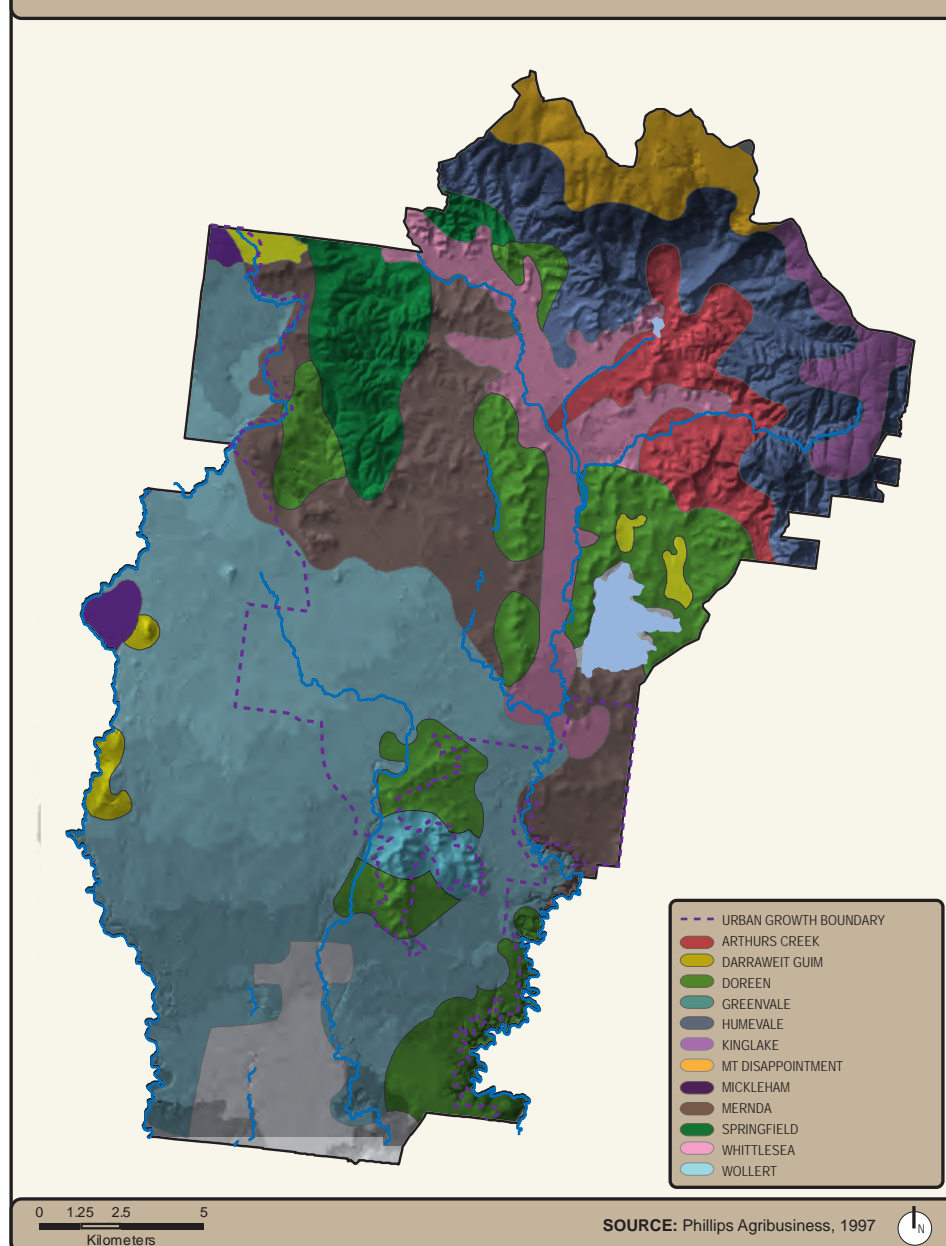 URBAN GROWTH BOUNDARY
ARTHURS CREEK
DARRAWEIT GUIM
DOREEN
GREENVALE
HUMEVALE
KINGLAKE
MT DISAPPOINTMENT
MICKLEHAM
MERNDA
SPRINGFIELD
WHITTLESEA
WOLLERT
0 1.25 2.5 5
Kilometers
SOURCE: Phillips Agribusiness, 1997
N